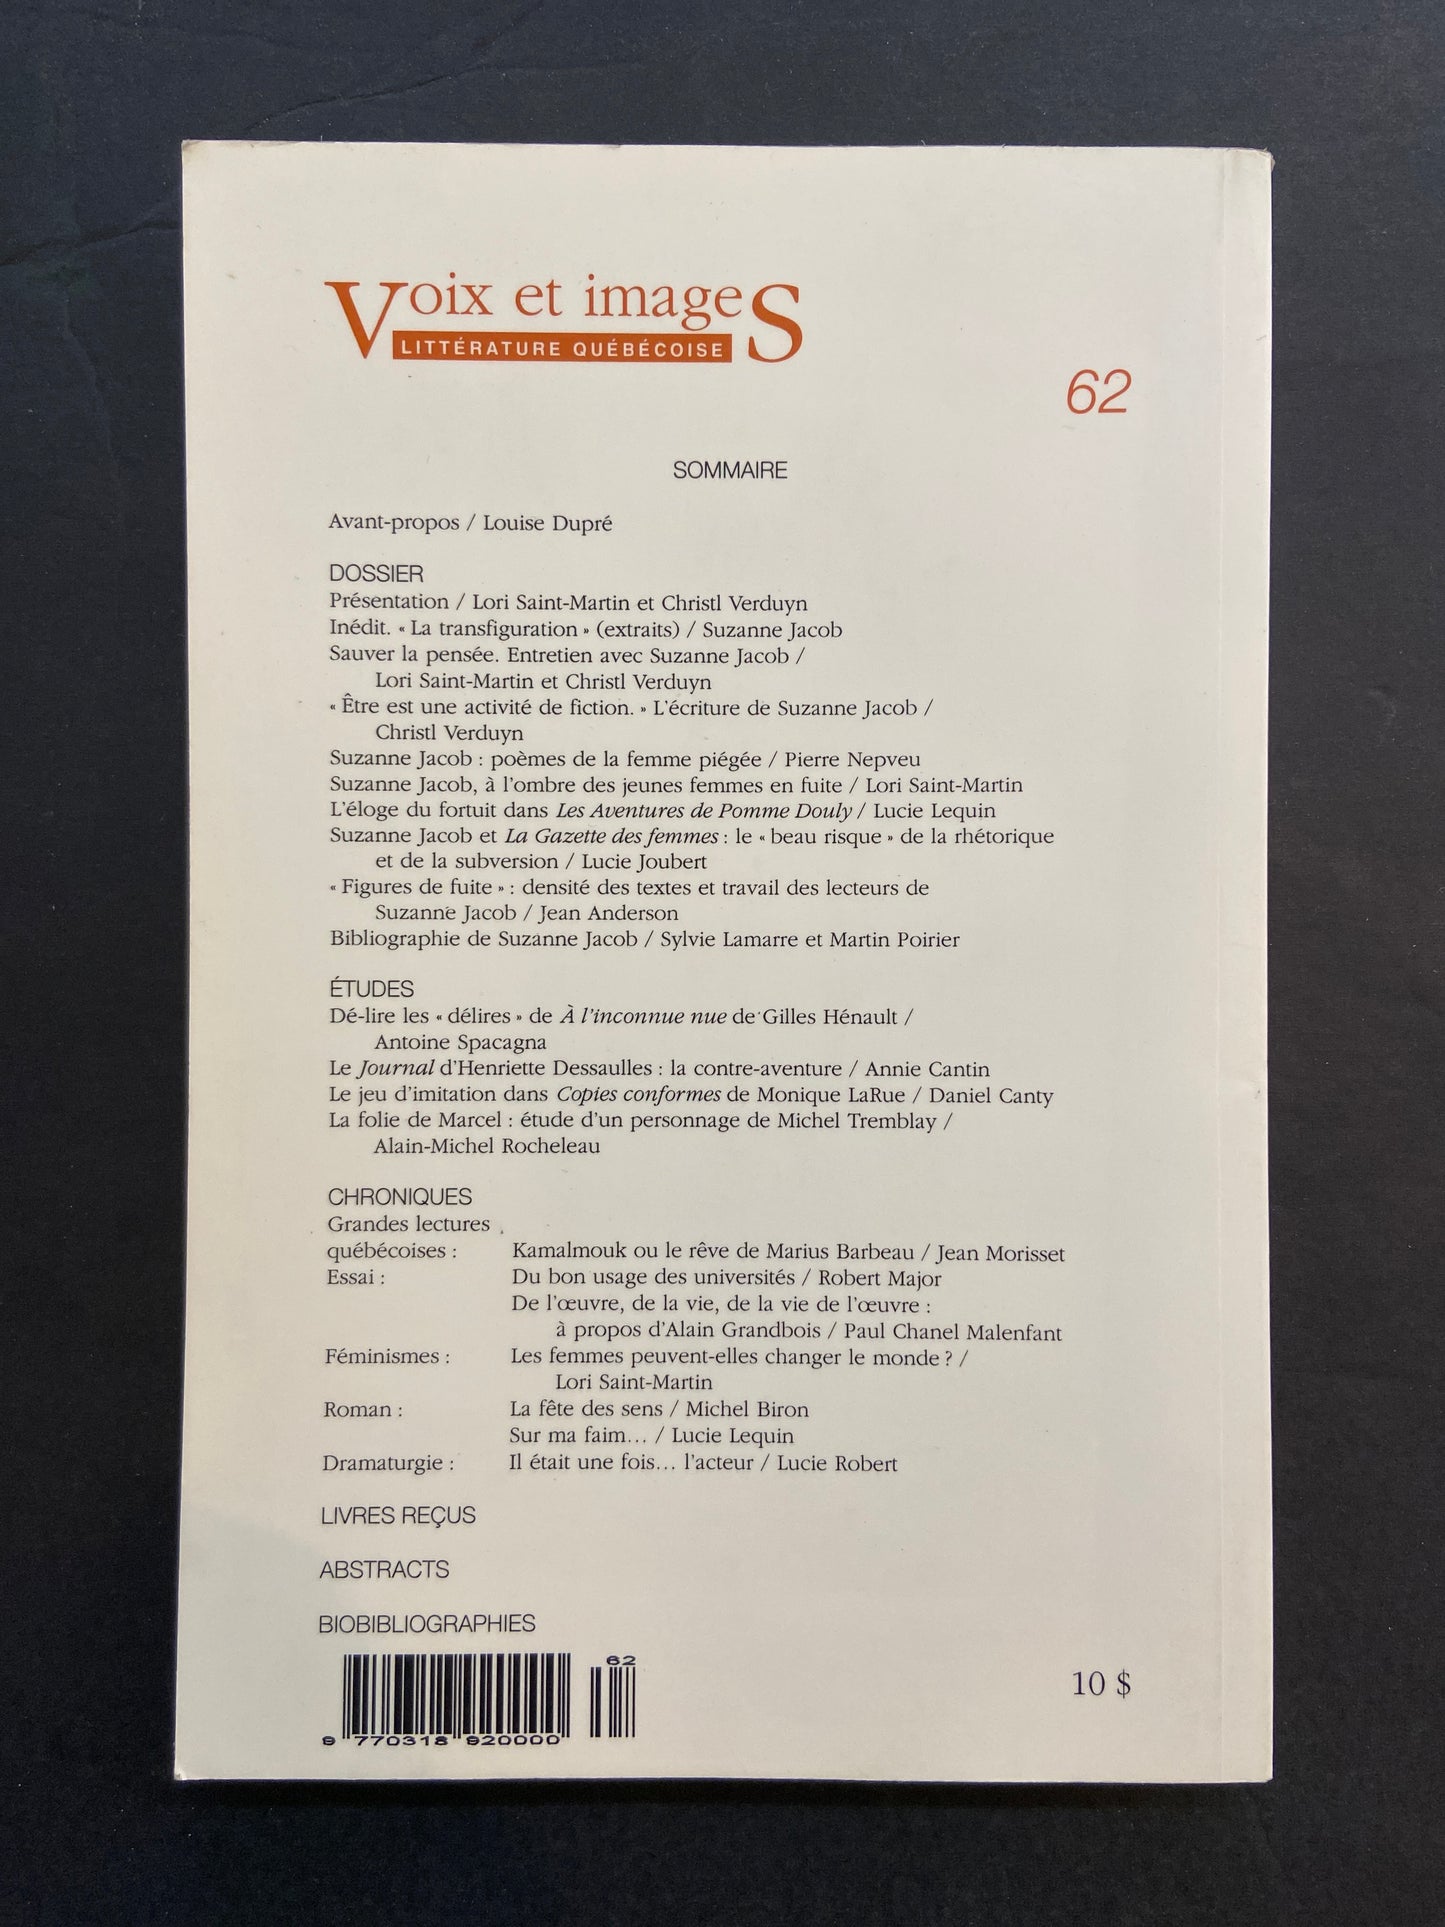 Voix et imageS
LITTÉRATURE QUÉBÉCOISE
62
SOMMAIRE
Avant-propos / Louise Dupré
DOSSIER
Présentation / Lori Saint-Martin et Christl Verduyn
Inédit. « La transfiguration » (extraits) / Suzanne Jacob
Sauver la pensée. Entretien avec Suzanne Jacob /
Lori Saint-Martin et Christl Verduyn
« Être est une activité de fiction. » L'écriture de Suzanne Jacob /
Christl Verduyn
Suzanne Jacob : poèmes de la femme piégée / Pierre Nepveu
Suzanne Jacob, à l'ombre des jeunes femmes en fuite / Lori Saint-Martin
L'éloge du fortuit dans Les Aventures de Pomme Douly / Lucie Lequin
Suzanne Jacob et La Gazette des femmes : le « beau risque » de la rhétorique
et de la subversion / Lucie Joubert
« Figures de fuite » : densité des textes et travail des lecteurs de
Suzanne Jacob / Jean Anderson
Bibliographie de Suzanne Jacob / Sylvie Lamarre et Martin Poirier
ÉTUDES
Dé-lire les « délires » de À l'inconnue nue de Gilles Hénault /
Antoine Spacagna
Le Journal d'Henriette Dessaulles : la contre-aventure / Annie Cantin
Le jeu d'imitation dans Copies conformes de Monique LaRue / Daniel Canty
La folie de Marcel : étude d'un personnage de Michel Tremblay /
Alain-Michel Rocheleau
CHRONIQUES
Grandes lectures
québécoises : Kamalmouk ou le rêve de Marius Barbeau / Jean Morisset
Essai : Du bon usage des universités / Robert Major
De l'œuvre, de la vie, de la vie de l'œuvre :
à propos d'Alain Grandbois / Paul Chanel Malenfant
Féminismes : Les femmes peuvent-elles changer le monde ? /
Lori Saint-Martin
Roman : La fête des sens / Michel Biron
Sur ma faim... / Lucie Lequin
Dramaturgie : Il était une fois... l'acteur / Lucie Robert
LIVRES REÇUS
ABSTRACTS
BIOBIBLIOGRAPHIES
62
9 770318 920000
10 $